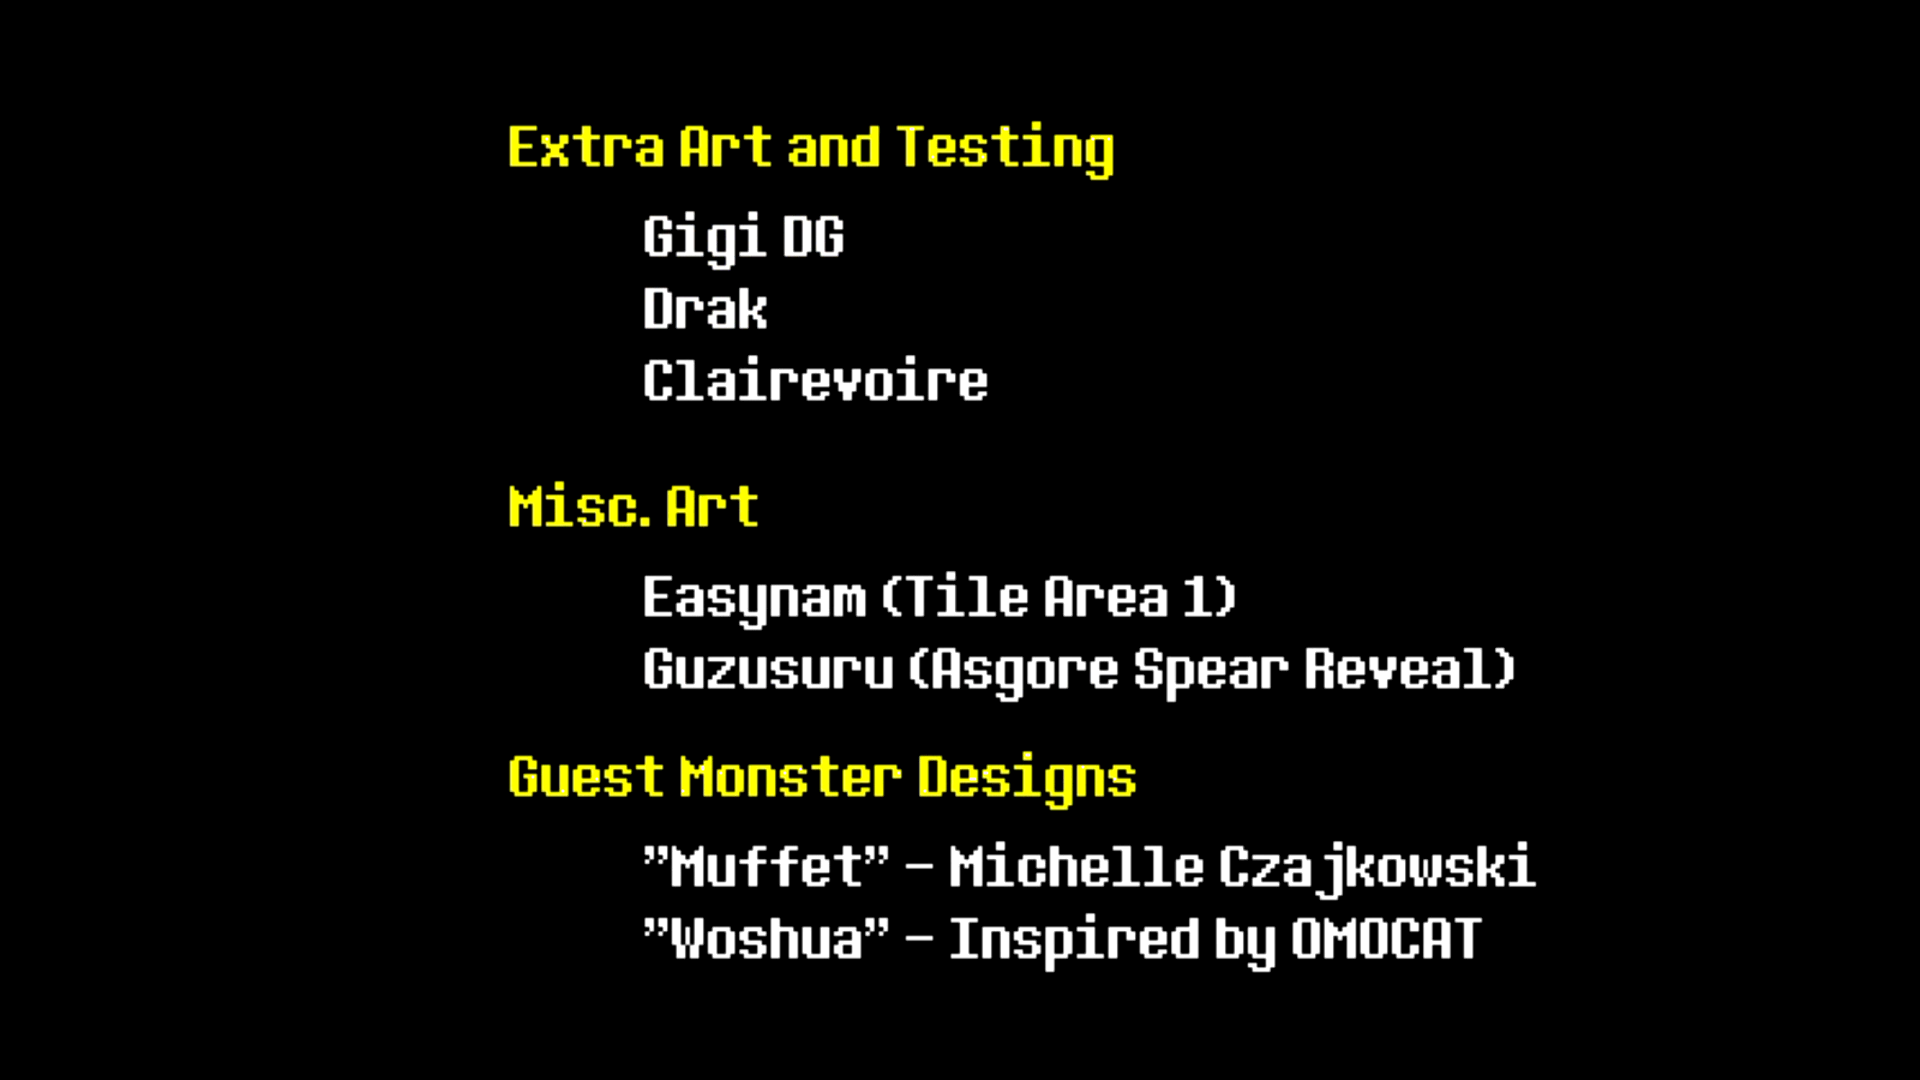 Extra Art and Testing
Gigi DG
Drak
Clairevoire
Misc. Art
Easynam (Tile Area 1)
Guzusuru (Asgore Spear Reveal)
Guest Monster Designs
”Muffet” - Michelle Czajkowski
”Woshua” - Inspired by OMOCAT